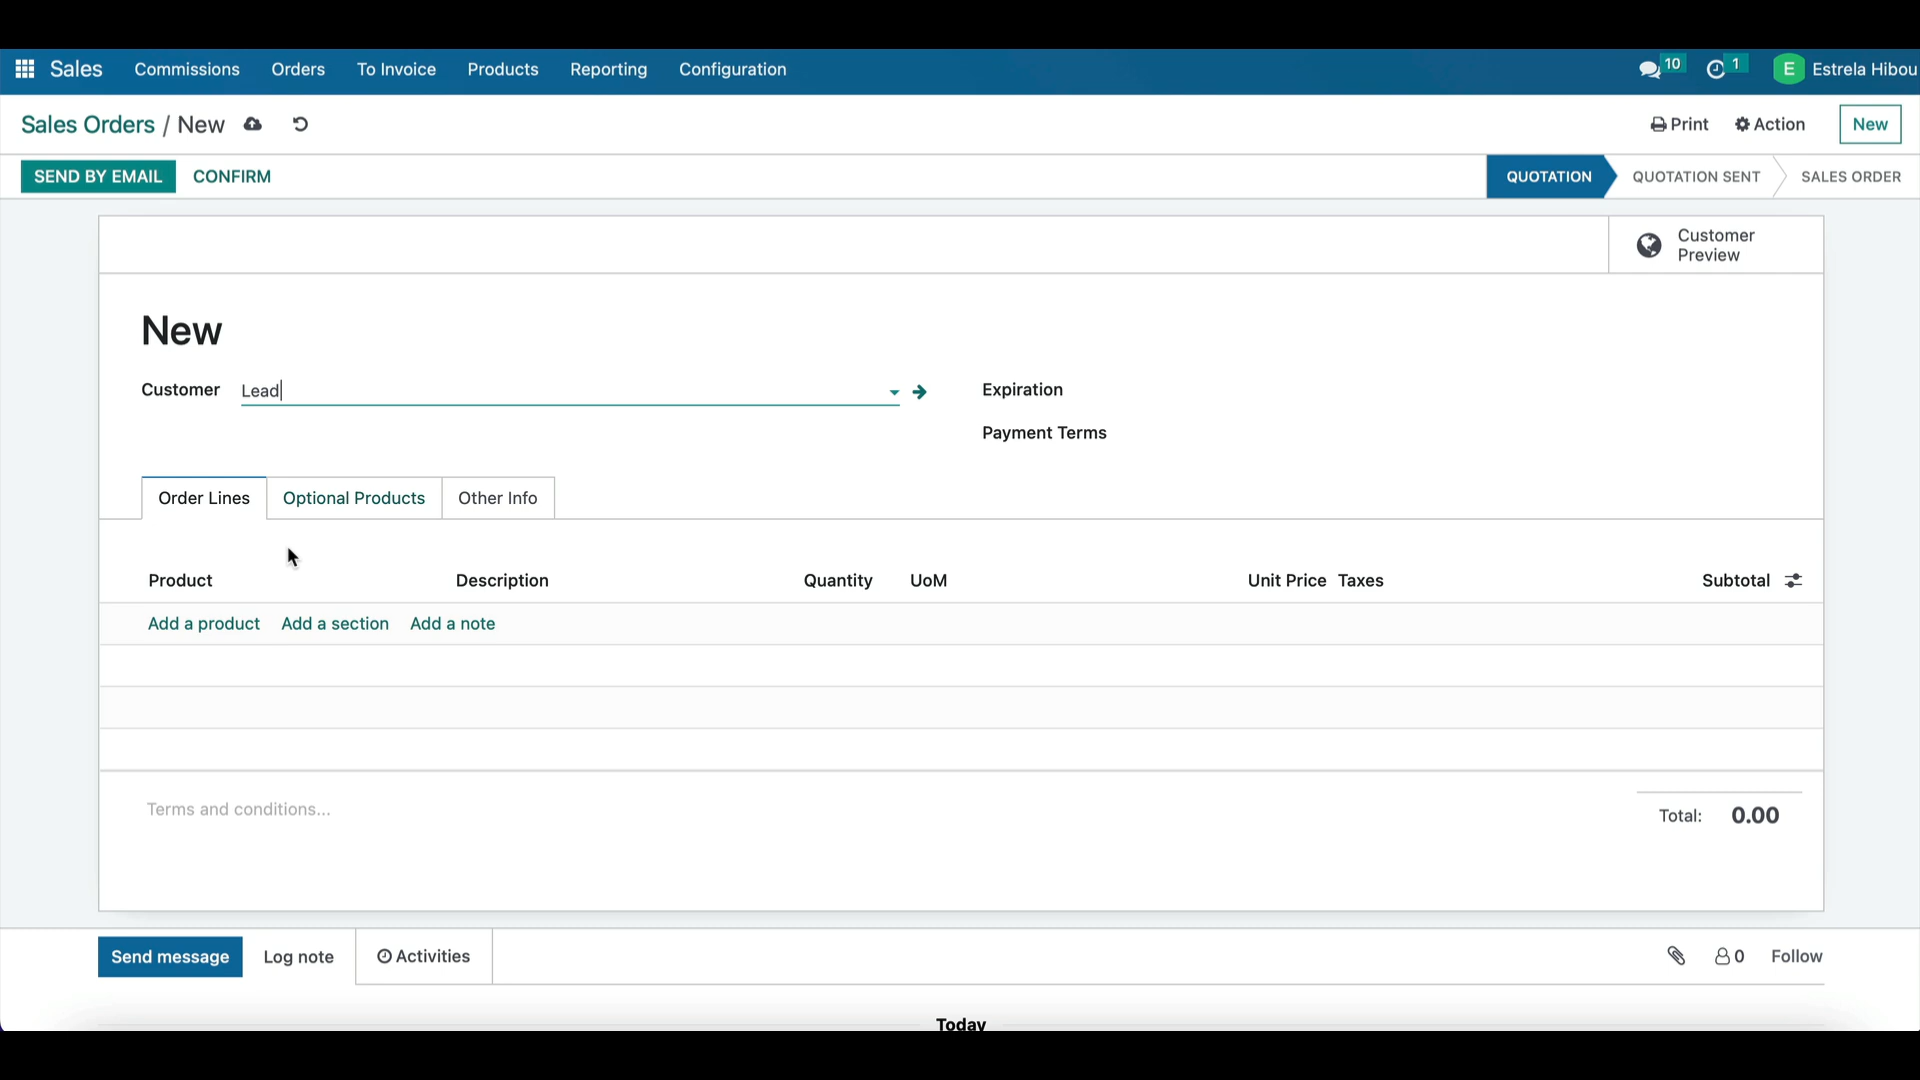 Sales Commissions Orders To Invoice Products Reporting Configuration 10 1 E Estrela Hibou
Sales Orders / New Print Action New
SEND BY EMAIL CONFIRM QUOTATION QUOTATION SENT SALES ORDER
Customer
Preview
New
Customer Lead Expiration
Payment Terms
Order Lines Optional Products Other Info
Product Description Quantity UoM Unit Price Taxes Subtotal
Add a product Add a section Add a note
Terms and conditions... Total: 0.00
Send message Log note Activities 0 Follow
Today